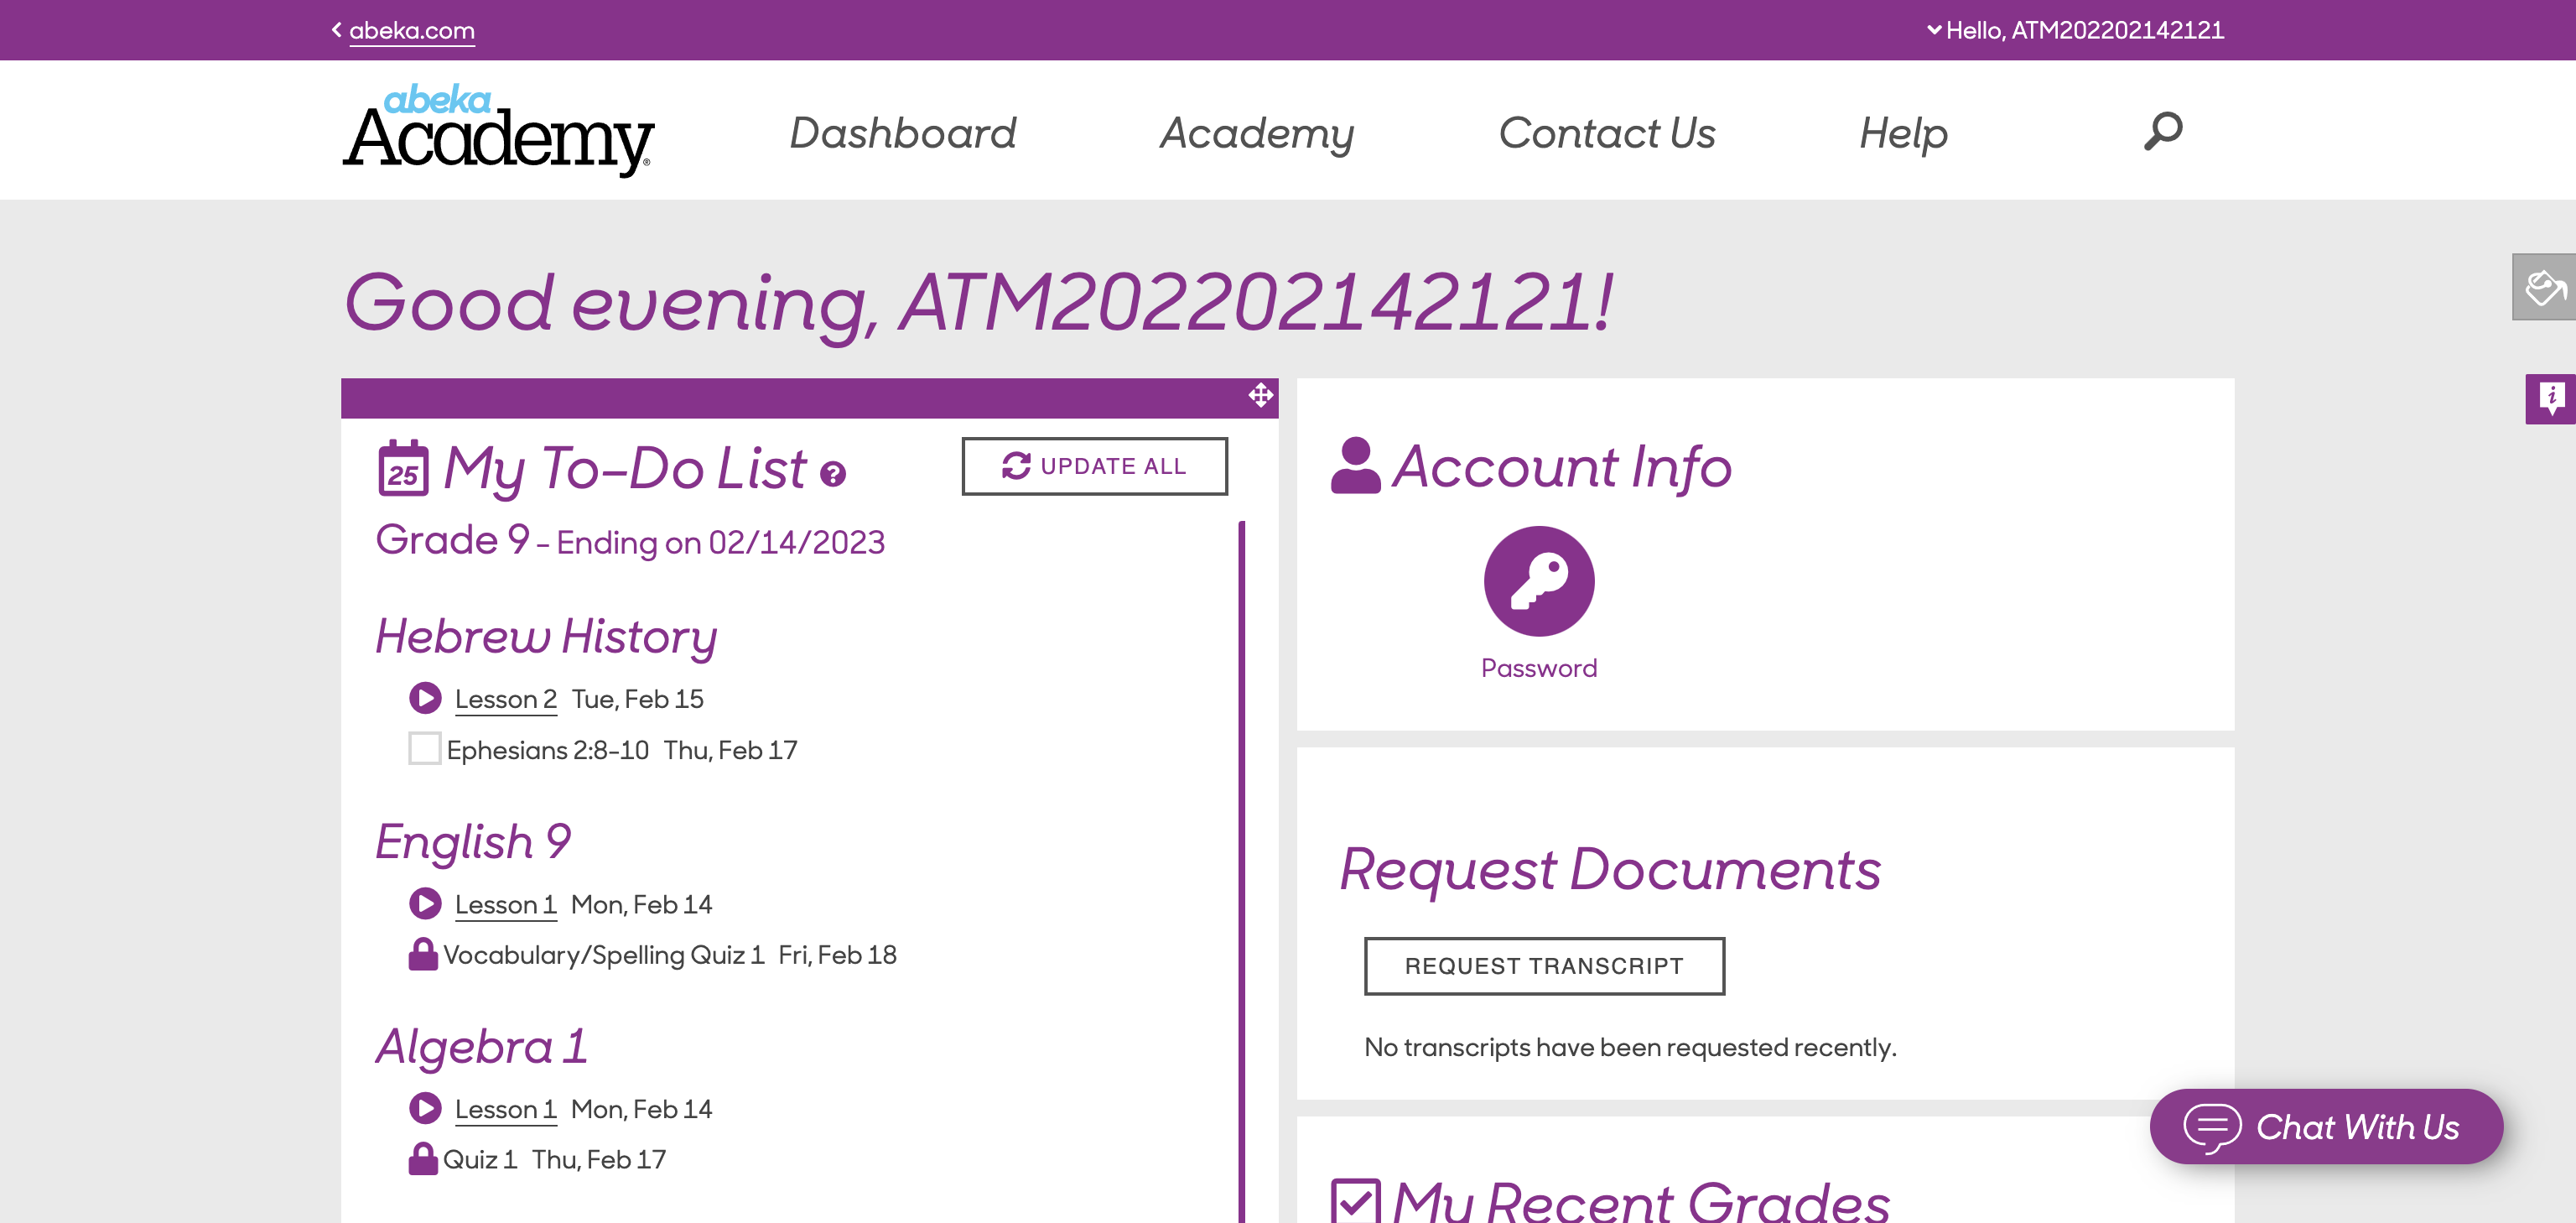 abeka.com
Hello, ATM202202142121
abeka
Academy®
Dashboard
Academy
Contact Us
Help
Good evening, ATM202202142121!
25
My To-Do List
?
UPDATE ALL
Grade 9 - Ending on 02/14/2023
Hebrew History
Lesson 2 Tue, Feb 15
Ephesians 2:8-10 Thu, Feb 17
English 9
Lesson 1 Mon, Feb 14
Vocabulary/Spelling Quiz 1 Fri, Feb 18
Algebra 1
Lesson 1 Mon, Feb 14
Quiz 1 Thu, Feb 17
Account Info
Password
Request Documents
REQUEST TRANSCRIPT
No transcripts have been requested recently.
My Recent Grades
i
Chat With Us